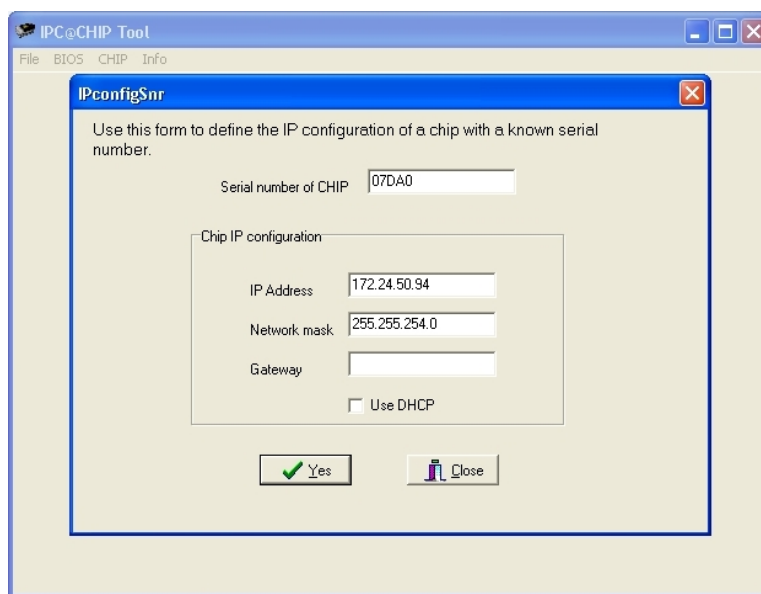 IPC@CHIP Tool
File BIOS CHIP Info
IPconfigSnr
Use this form to define the IP configuration of a chip with a known serial
number.
Serial number of CHIP 07DA0
Chip IP configuration
IP Address 172.24.50.94
Network mask 255.255.254.0
Gateway
Use DHCP
Yes Close